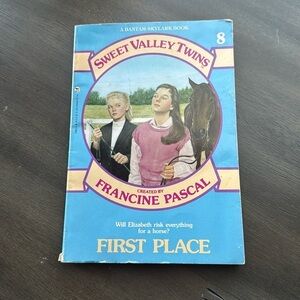 A BANTAM SKYLARK BOOK
8
SWEET VALLEY TWINS
CREATED BY
FRANCINE PASCAL
Will Elizabeth risk everything
for a horse?
FIRST PLACE